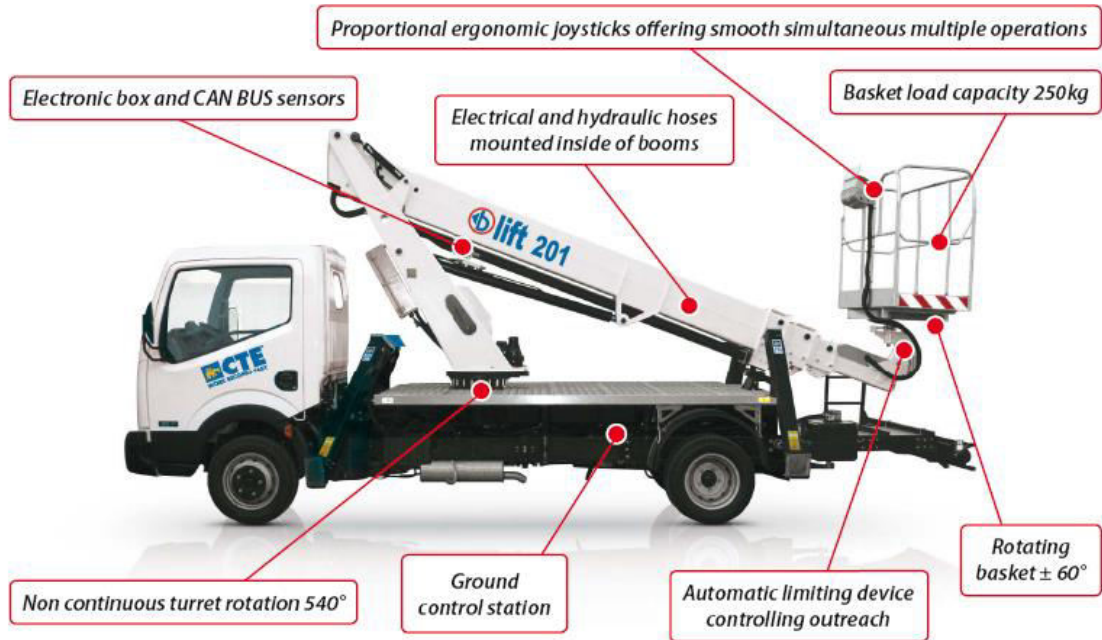 Proportional ergonomic joysticks offering smooth simultaneous multiple operations
Electronic box and CAN BUS sensors
Electrical and hydraulic hoses
mounted inside of booms
Basket load capacity 250kg
lift 201
CTE
Non continuous turret rotation 540°
Ground
control station
Automatic limiting device
controlling outreach
Rotating
basket ± 60°